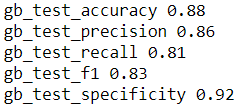 gb_test_accuracy 0.88
gb_test_precision 0.86
gb_test_recall 0.81
gb_test_f1 0.83
gb_test_specificity 0.92